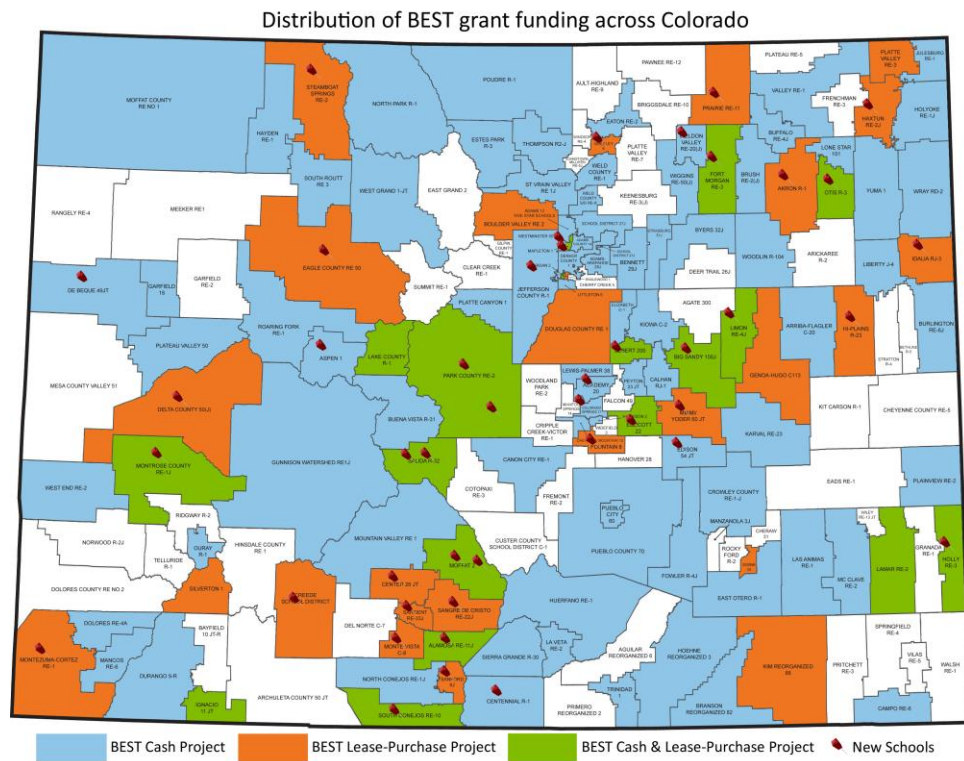 Distribution of BEST grant funding across Colorado
MOFFAT COUNTY
RE NO 1
STEAMBOAT
SPRINGS
RE-2
NORTH PARK R-1
POUDRE R-1
AULT-HIGHLAND
RE-9
PAWNEE RE-12
BRIGGSDALE RE-10
PRAIRIE RE-11
PLATEAU RE-5
PLATTE
VALLEY
RE-3
RE-1
VALLEY RE-1
FRENCHMAN
RE-3
HAXTUN
RE-2J
HOLYOKE
RE-1J
HAYDEN
RE-1
ESTES PARK
R-3
THOMPSON R2-J
EATON RE-2
PLATTE
VALLEY
RE-7
WELD
COUNTY
RE-1
WIGGINS
RE-50(J)
FORT
MORGAN
RE-3
BRUSH
RE-2(J)
BUFFALO
RE-4J
LONE STAR
101
AKRON R-1
OTIS R-3
YUMA 1
WRAY RD-2
SOUTH ROUTT
RE 3
WEST GRAND 1-JT
EAST GRAND 2
ST VRAIN VALLEY
RE 1J
KEENESBURG
RE-3(J)
RANGELY RE-4
MEEKER RE1
BOULDER VALLEY RE 2
WESTMINSTER 50
MAPLETON 1
BENNETT
29J
BYERS 32J
WOODLIN R-104
ARICKAREE
R-2
LIBERTY J-4
IDALIA RJ-3
DE BEQUE 49JT
GARFIELD
16
GARFIELD
RE-2
EAGLE COUNTY RE 50
SUMMIT RE-1
GILPIN
COUNTY
RE-1
CLEAR CREEK
RE-1
JEFFERSON
COUNTY R-1
CHERRY CREEK 5
LITTLETON 6
DEER TRAIL 26J
AGATE 300
PLATTE CANYON 1
ROARING FORK
RE-1
ASPEN 1
LAKE COUNTY
R-1
PARK COUNTY RE-2
DOUGLAS COUNTY RE 1
ELIZABETH
C-1
KIOWA C-2
BIG SANDY 100J
LIMON
RE-4J
GENOA-HUGO C113
ARRIBA-FLAGLER
C-20
HI-PLAINS
R-23
STRATTON
R-4
BETHUNE
R-5
BURLINGTON
RE-6J
PLATEAU VALLEY 50
MESA COUNTY VALLEY 51
DELTA COUNTY 50(J)
LEWIS-PALMER 38
ACADEMY
20
PEYTON
23 JT
CALHAN
RJ-1
WOODLAND
PARK
RE-2
FALCON 49
CRIPPLE
CREEK-VICTOR
RE-1
ELLICOTT
22
MIAMI/
YODER 60 JT
KIT CARSON R-1
CHEYENNE COUNTY RE-5
BUENA VISTA R-31
GUNNISON WATERSHED RE1J
MONTROSE COUNTY
RE-1J
SALIDA R-32
CANON CITY RE-1
FOUNTAIN 8
HANOVER 28
EDISON
54 JT
KARVAL RE-23
COTOPAXI
RE-3
FREMONT
RE-2
WEST END RE-2
RIDGWAY R-2
OURAY
R-1
NORWOOD R-2J
TELLURIDE
R-1
HINSDALE COUNTY
RE 1
MOUNTAIN VALLEY RE 1
CUSTER COUNTY
SCHOOL DISTRICT C-1
PUEBLO
CITY
60
PUEBLO COUNTY 70
CROWLEY COUNTY
RE-1-J
EADS RE-1
PLAINVIEW RE-2
MANZANOLA 3J
CHERAW
31
ROCKY
FORD
R-2
FOWLER R-4J
LAS ANIMAS
RE-1
MC CLAVE
RE-2
WILEY
RE-13 JT
LAMAR RE-2
GRANADA
RE-1
HOLLY
RE-3
DOLORES COUNTY RE NO.2
SILVERTON 1
CREEDE
SCHOOL DISTRICT
CENTER 26 JT
MOFFAT 2
SANGRE DE CRISTO
RE-22J
DEL NORTE C-7
MONTE VISTA
C-8
HUERFANO RE-1
EAST OTERO R-1
MONTEZUMA-CORTEZ
RE-1
DOLORES RE-4A
MANCOS
RE-6
DURANGO 9-R
BAYFIELD
10 JT-R
ALAMOSA RE-11J
LA VETA
RE-2
SIERRA GRANDE R-30
AGUILAR
REORGANIZED 6
HOEHNE
REORGANIZED 3
SPRINGFIELD
RE-4
VILAS
RE-5
WALSH
RE-1
PRITCHETT
RE-3
KIM REORGANIZED
88
IGNACIO
11 JT
ARCHULETA COUNTY 50 JT
NORTH CONEJOS RE-1J
SOUTH CONEJOS RE-10
CENTENNIAL R-1
PRIMERO
REORGANIZED 2
TRINIDAD
1
BRANSON
REORGANIZED 82
CAMPO RE-6
BEST Cash Project
BEST Lease-Purchase Project
BEST Cash & Lease-Purchase Project
New Schools